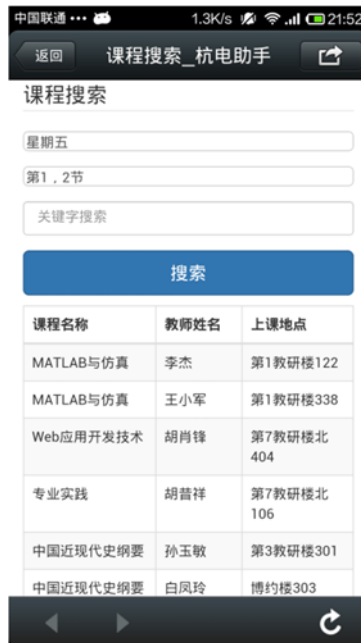 中国联通 ••• 1.3K/s 21:52
返回 课程搜索_杭电助手
课程搜索
星期五
第1，2节
关键字搜索
搜索
课程名称 教师姓名 上课地点
MATLAB与仿真 李杰 第1教研楼122
MATLAB与仿真 王小军 第1教研楼338
Web应用开发技术 胡肖锋 第7教研楼北
404
专业实践 胡昔祥 第7教研楼北
106
中国近现代史纲要 孙玉敏 第3教研楼301
中国近现代史纲要 白凤玲 博约楼303